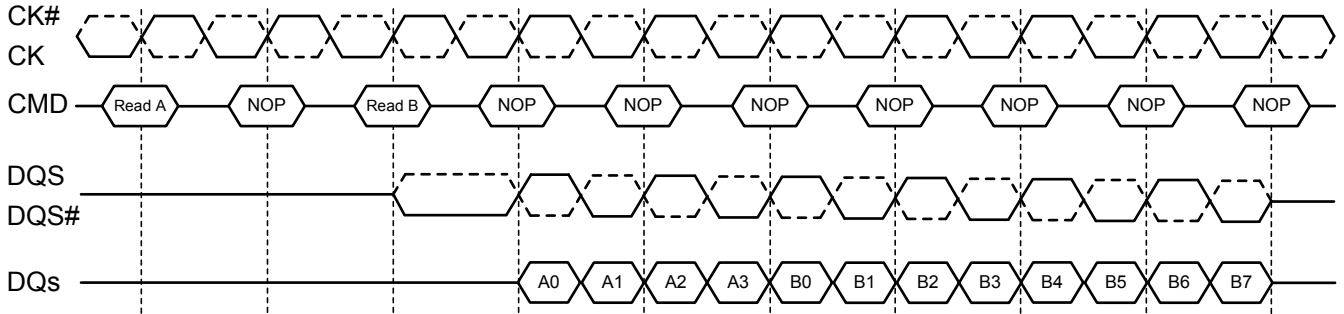 CK#
CK
CMD Read A NOP Read B NOP NOP NOP NOP NOP NOP NOP
DQS
DQS#
DQs A0 A1 A2 A3 B0 B1 B2 B3 B4 B5 B6 B7